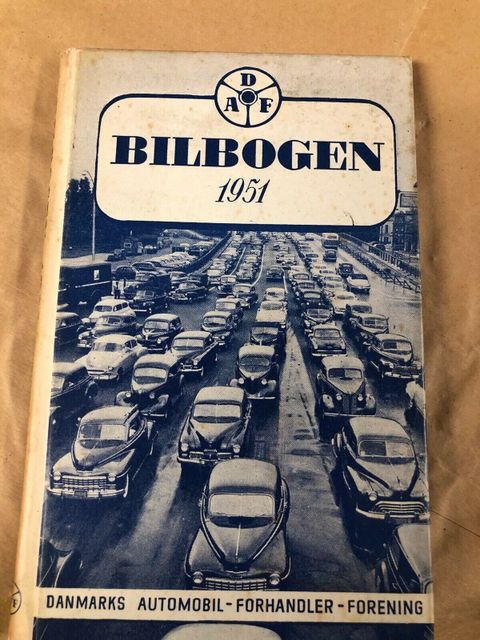 D
A F
BILBOGEN
1951
DANMARKS AUTOMOBIL-FORHANDLER-FORENING